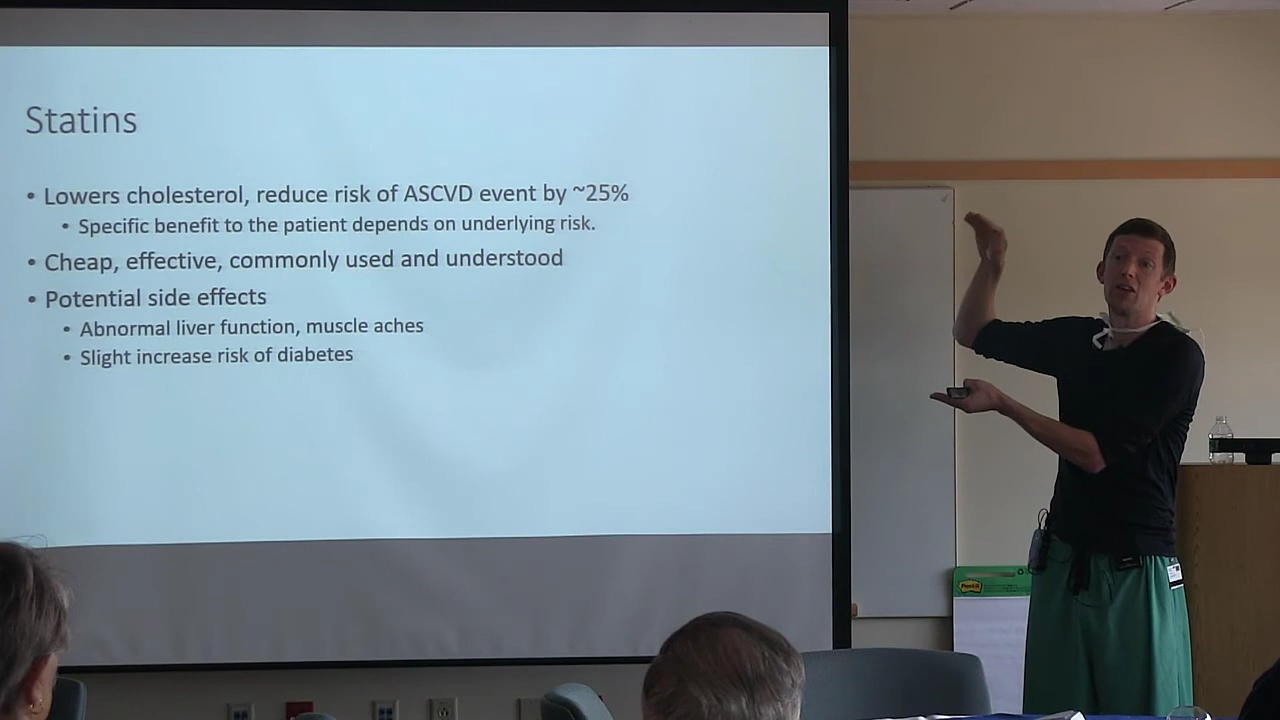 Statins
• Lowers cholesterol, reduce risk of ASCVD event by ~25%
• Specific benefit to the patient depends on underlying risk.
• Cheap, effective, commonly used and understood
• Potential side effects
• Abnormal liver function, muscle aches
• Slight increase risk of diabetes
Post-it